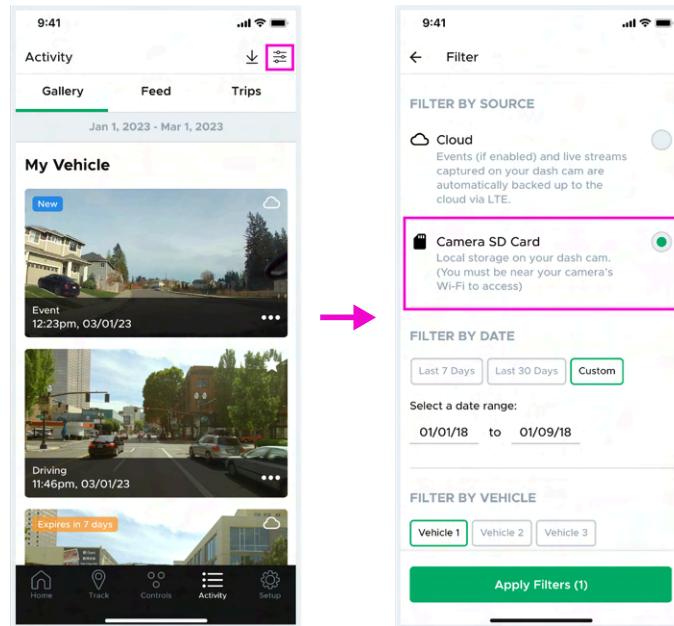 9:41
Activity
Gallery
Feed
Trips
Jan 1, 2023 - Mar 1, 2023
My Vehicle
New
Event
12:23pm, 03/01/23
Driving
11:46pm, 03/01/23
Expires in 7 days
Home
Track
Controls
Activity
Setup
9:41
Filter
FILTER BY SOURCE
Cloud
Events (if enabled) and live streams
captured on your dash cam are
automatically backed up to the
cloud via LTE.
Camera SD Card
Local storage on your dash cam.
(You must be near your camera's
Wi-Fi to access)
FILTER BY DATE
Last 7 Days
Last 30 Days
Custom
Select a date range:
01/01/18 to 01/09/18
FILTER BY VEHICLE
Vehicle 1
Vehicle 2
Vehicle 3
Apply Filters (1)